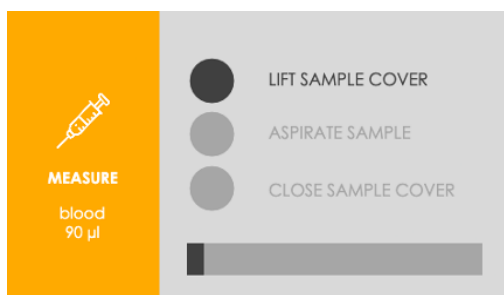 MEASURE
blood
90 µl
LIFT SAMPLE COVER
ASPIRATE SAMPLE
CLOSE SAMPLE COVER